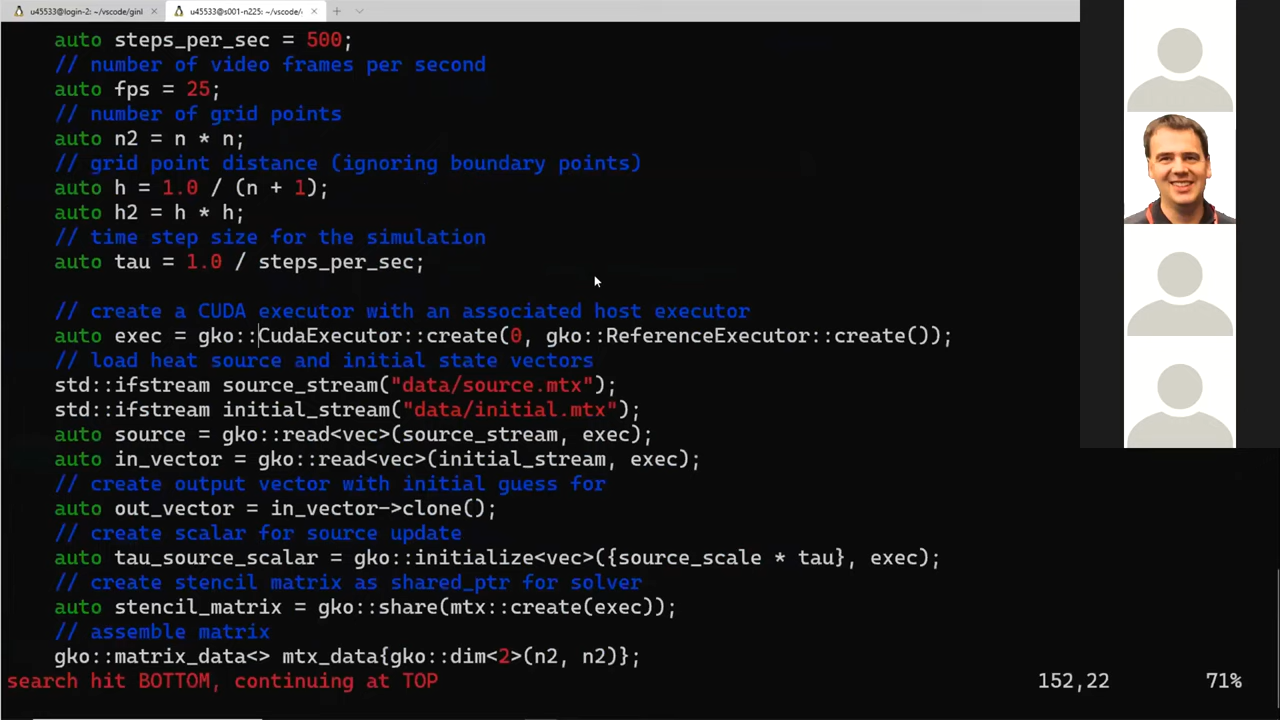 u45533@login-2: ~/vscode/ginl
u45533@s001-n225: ~/vscode/
auto steps_per_sec = 500;
// number of video frames per second
auto fps = 25;
// number of grid points
auto n2 = n * n;
// grid point distance (ignoring boundary points)
auto h = 1.0 / (n + 1);
auto h2 = h * h;
// time step size for the simulation
auto tau = 1.0 / steps_per_sec;
// create a CUDA executor with an associated host executor
auto exec = gko::CudaExecutor::create(0, gko::ReferenceExecutor::create());
// load heat source and initial state vectors
std::ifstream source_stream("data/source.mtx");
std::ifstream initial_stream("data/initial.mtx");
auto source = gko::read<vec>(source_stream, exec);
auto in_vector = gko::read<vec>(initial_stream, exec);
// create output vector with initial guess for
auto out_vector = in_vector->clone();
// create scalar for source update
auto tau_source_scalar = gko::initialize<vec>({source_scale * tau}, exec);
// create stencil matrix as shared_ptr for solver
auto stencil_matrix = gko::share(mtx::create(exec));
// assemble matrix
gko::matrix_data<> mtx_data{gko::dim<2>(n2, n2)};
search hit BOTTOM, continuing at TOP 152,22 71%